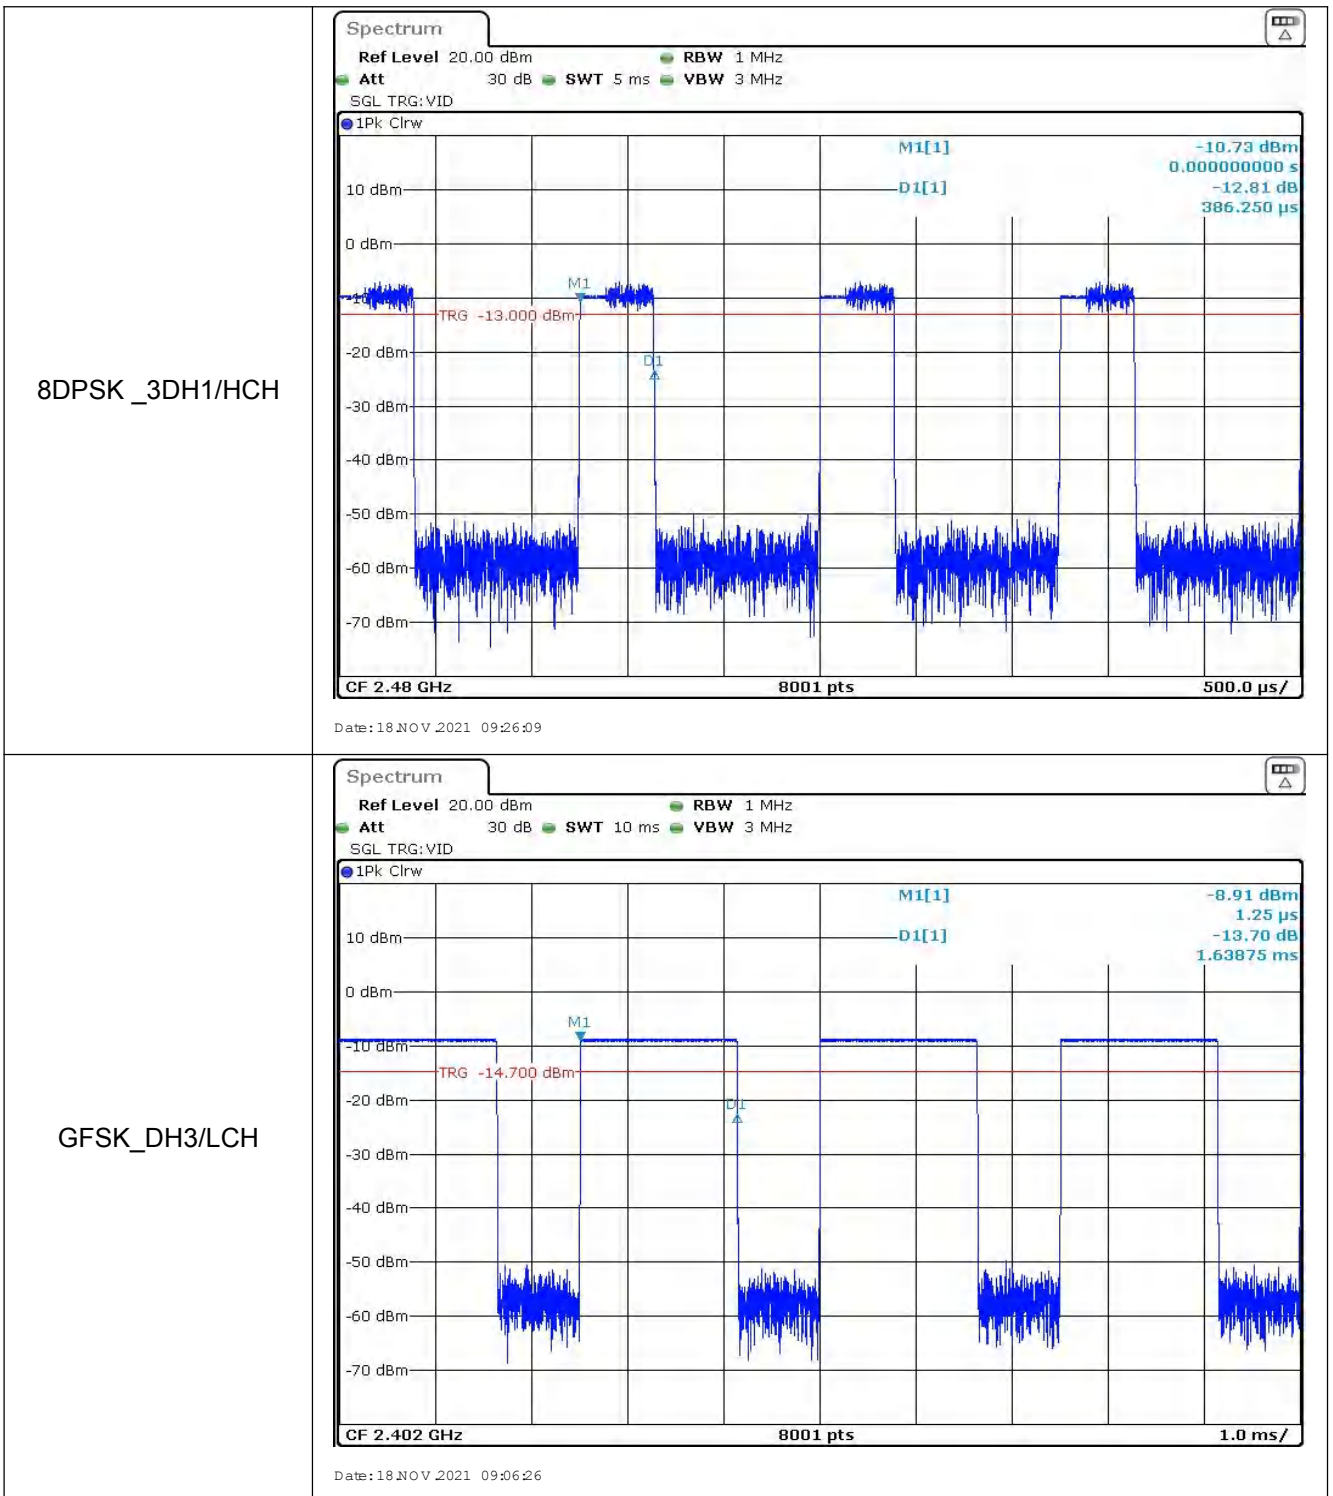 8DPSK _3DH1/HCH
Spectrum
Ref Level 20.00 dBm RBW 1 MHz
Att 30 dB SWT 5 ms VBW 3 MHz
SGL TRG:VID
1Pk Clrw
M1[1] -10.73 dBm
0.000000000 s
10 dBm D1[1] -12.81 dB
386.250 µs
0 dBm
M1
-10
TRG -13.000 dBm
-20 dBm
D1
-30 dBm
-40 dBm
-50 dBm
-60 dBm
-70 dBm
CF 2.48 GHz 8001 pts 500.0 µs/
Date:18.NOV.2021 09:26:09
GFSK_DH3/LCH
Spectrum
Ref Level 20.00 dBm RBW 1 MHz
Att 30 dB SWT 10 ms VBW 3 MHz
SGL TRG:VID
1Pk Clrw
M1[1] -8.91 dBm
1.25 µs
10 dBm D1[1] -13.70 dB
1.63875 ms
0 dBm
M1
-10 dBm
TRG -14.700 dBm
-20 dBm
D1
-30 dBm
-40 dBm
-50 dBm
-60 dBm
-70 dBm
CF 2.402 GHz 8001 pts 1.0 ms/
Date:18.NOV.2021 09:06:26